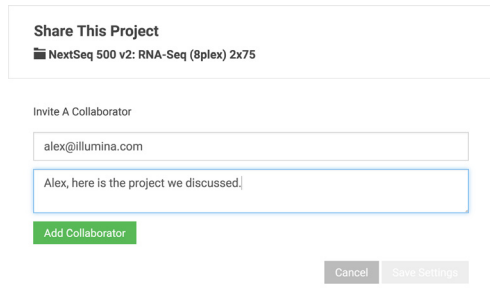 Share This Project
NextSeq 500 v2: RNA-Seq (8plex) 2x75
Invite A Collaborator
alex@illumina.com
Alex, here is the project we discussed.
Add Collaborator
Cancel
Save Settings